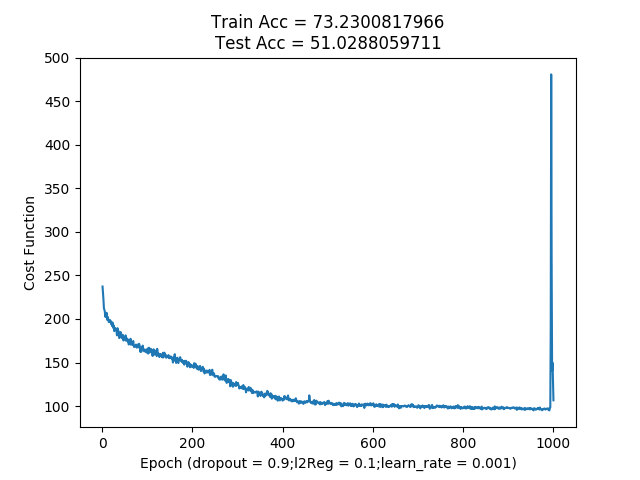 Train Acc = 73.2300817966
Test Acc = 51.0288059711
500
450
400
350
300
250
200
150
100
Cost Function
0 200 400 600 800 1000
Epoch (dropout = 0.9;l2Reg = 0.1;learn_rate = 0.001)